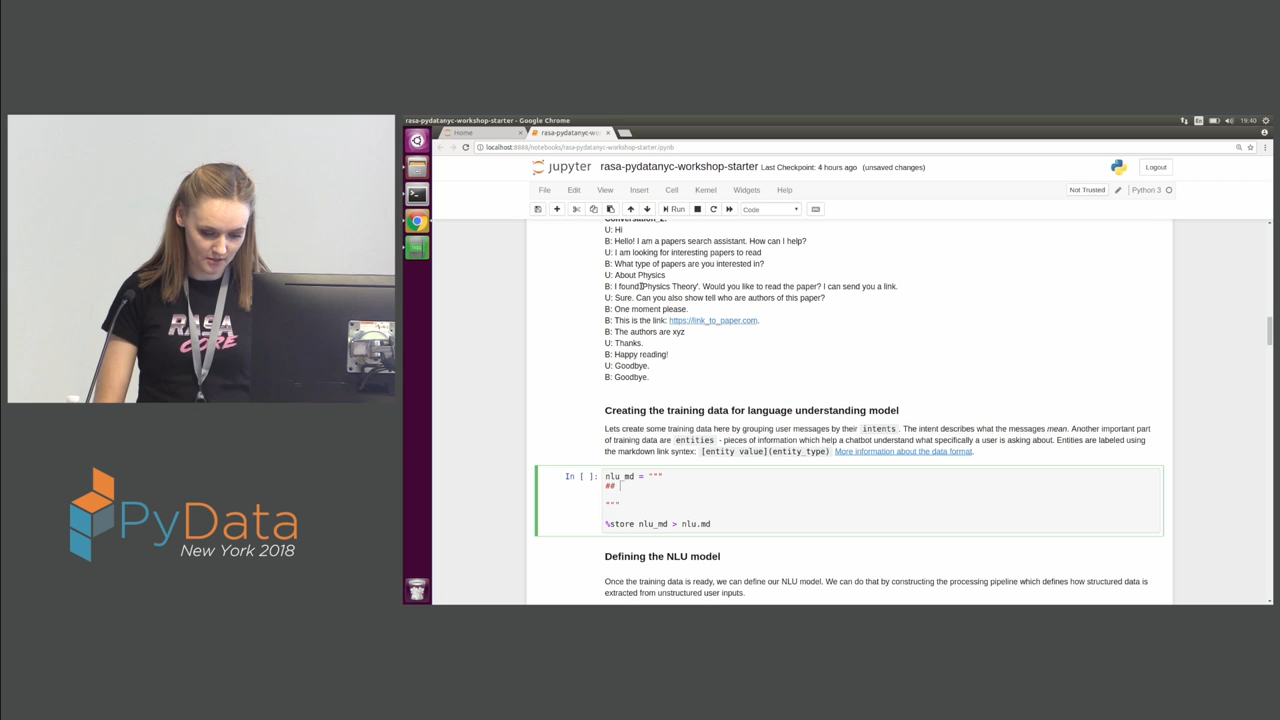 RASA
CORE
PyData
New York 2018
rasa-pydatanyc-workshop-starter - Google Chrome
En
19:40
Home
rasa-pydatanyc-wo
localhost:8888/notebooks/rasa-pydatanyc-workshop-starter.ipynb
jupyter rasa-pydatanyc-workshop-starter Last Checkpoint: 4 hours ago (unsaved changes)
Logout
File Edit View Insert Cell Kernel Widgets Help
Not Trusted
Python 3
Run
Code
Conversation_2:
U: Hi
B: Hello! I am a papers search assistant. How can I help?
U: I am looking for interesting papers to read
B: What type of papers are you interested in?
U: About Physics
B: I found 'Physics Theory'. Would you like to read the paper? I can send you a link.
U: Sure. Can you also show tell who are authors of this paper?
B: One moment please.
B: This is the link: https://link_to_paper.com.
B: The authors are xyz
U: Thanks.
B: Happy reading!
U: Goodbye.
B: Goodbye.
Creating the training data for language understanding model
Lets create some training data here by grouping user messages by their intents. The intent describes what the messages mean. Another important part
of training data are entities - pieces of information which help a chatbot understand what specifically a user is asking about. Entities are labeled using
the markdown link syntex: [entity value](entity_type) More information about the data format.
In [ ]: nlu_md = """
##
"""
%store nlu_md > nlu.md
Defining the NLU model
Once the training data is ready, we can define our NLU model. We can do that by constructing the processing pipeline which defines how structured data is
extracted from unstructured user inputs.